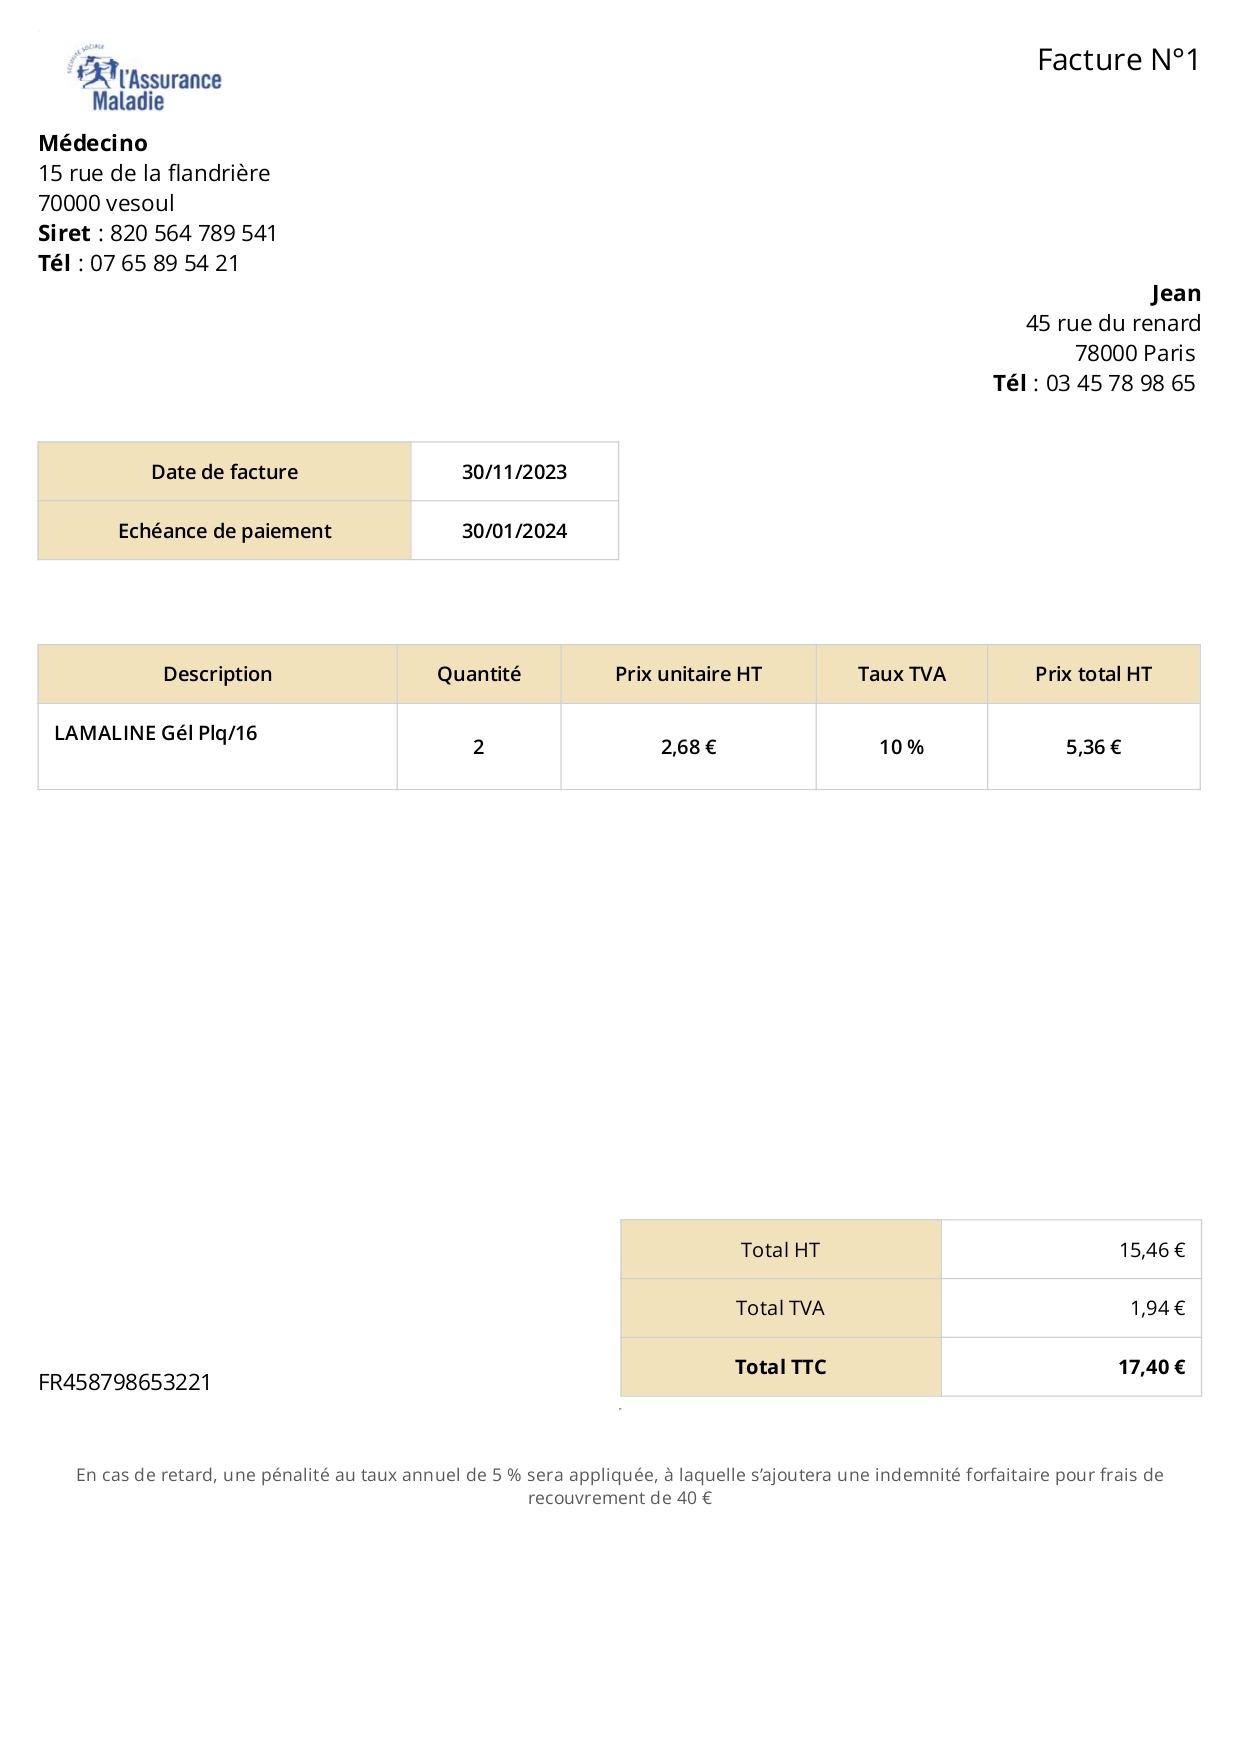 SÉCURITÉ SOCIALE
l'Assurance
Maladie
Facture N°1
Médecino
15 rue de la flandrière
70000 vesoul
Siret : 820 564 789 541
Tél : 07 65 89 54 21
Jean
45 rue du renard
78000 Paris
Tél : 03 45 78 98 65
Date de facture 30/11/2023
Echéance de paiement 30/01/2024
Description Quantité Prix unitaire HT Taux TVA Prix total HT
LAMALINE Gél Plq/16 2 2,68 € 10 % 5,36 €
Total HT 15,46 €
Total TVA 1,94 €
Total TTC 17,40 €
FR458798653221
En cas de retard, une pénalité au taux annuel de 5 % sera appliquée, à laquelle s’ajoutera une indemnité forfaitaire pour frais de
recouvrement de 40 €